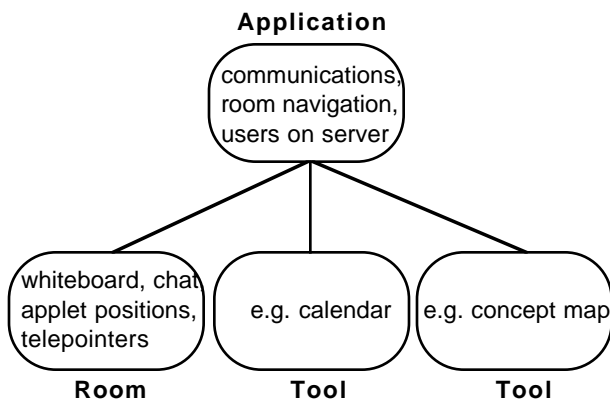 Application
communications,
room navigation,
users on server
whiteboard, chat,
applet positions,
telepointers
e.g. calendar
e.g. concept map
Room
Tool
Tool